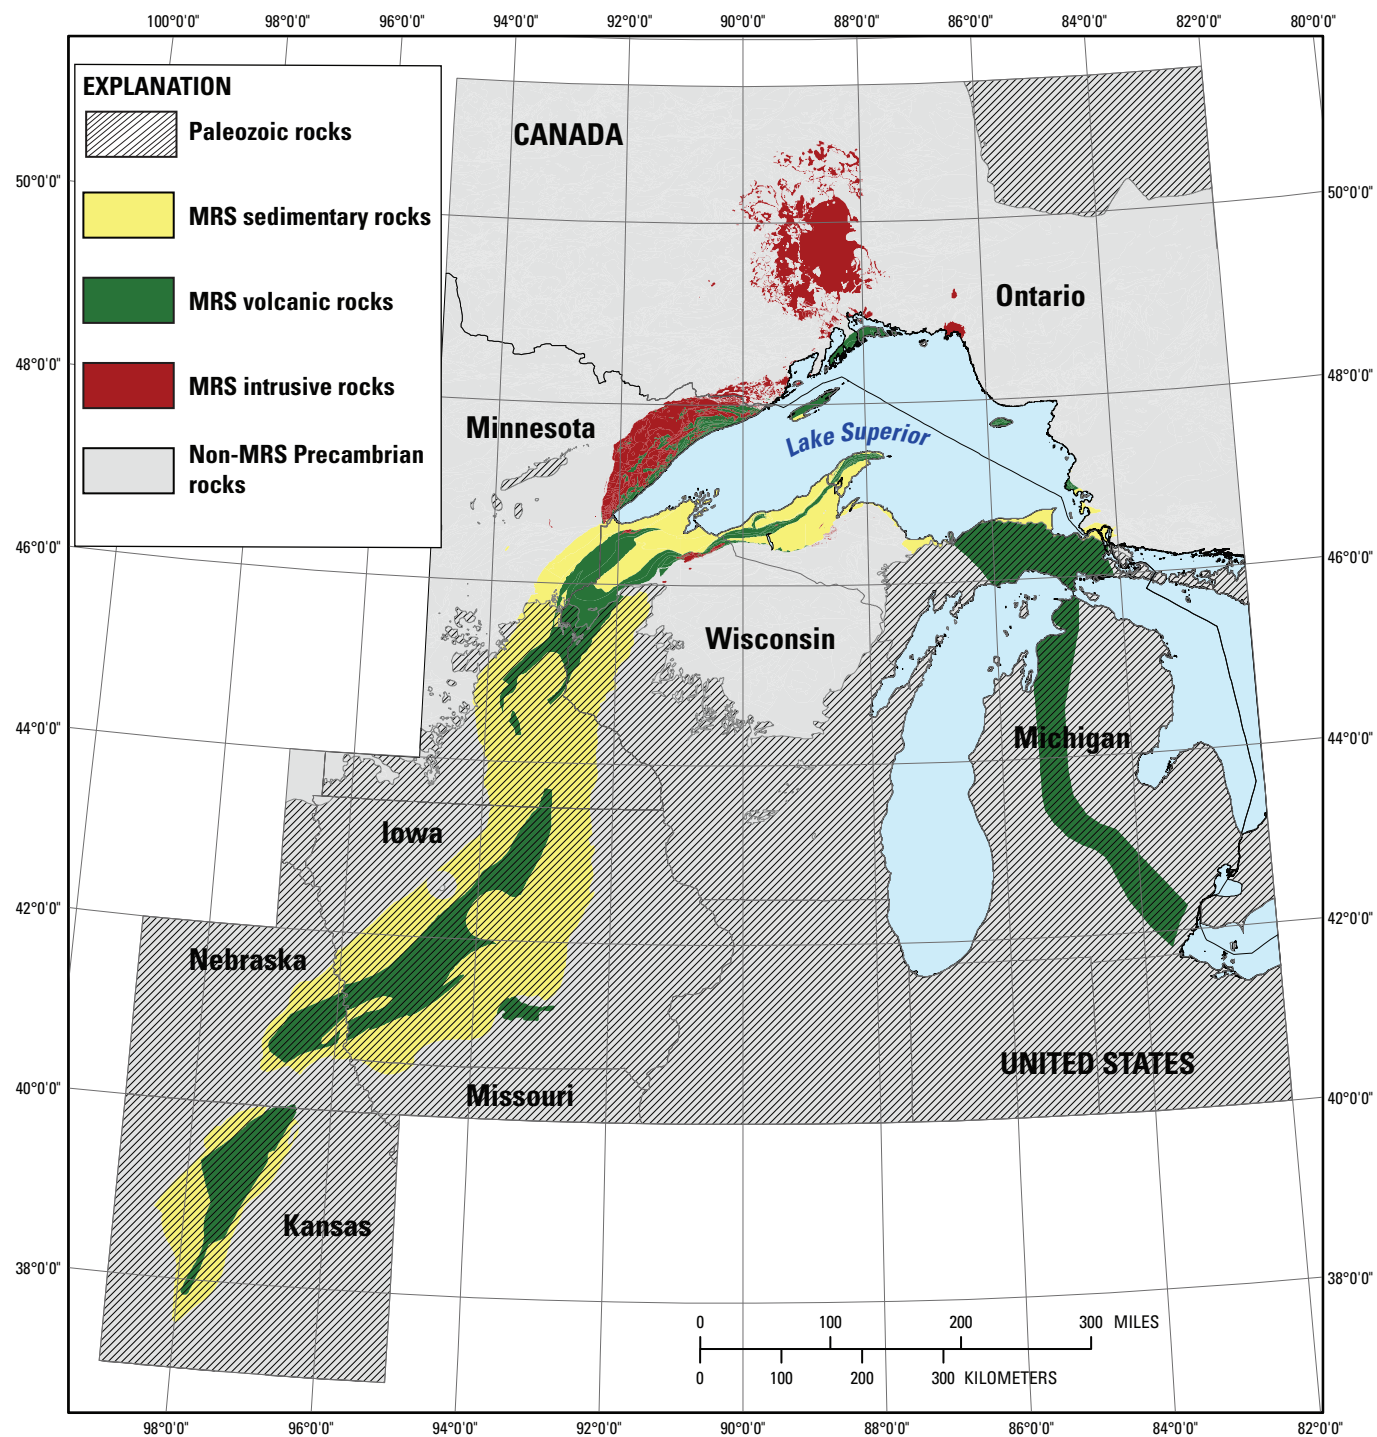 100°0'0" 98°0'0" 96°0'0" 94°0'0" 92°0'0" 90°0'0" 88°0'0" 86°0'0" 84°0'0" 82°0'0" 80°0'0"
EXPLANATION
Paleozoic rocks
MRS sedimentary rocks
MRS volcanic rocks
MRS intrusive rocks
Non-MRS Precambrian
rocks
CANADA
50°0'0"
50°0'0"
Ontario
48°0'0"
48°0'0"
Minnesota
Lake Superior
46°0'0"
46°0'0"
Wisconsin
44°0'0"
Michigan
44°0'0"
Iowa
42°0'0"
42°0'0"
Nebraska
UNITED STATES
40°0'0"
Missouri
40°0'0"
Kansas
38°0'0"
38°0'0"
0 100 200 300 MILES
0 100 200 300 KILOMETERS
98°0'0" 96°0'0" 94°0'0" 92°0'0" 90°0'0" 88°0'0" 86°0'0" 84°0'0" 82°0'0"